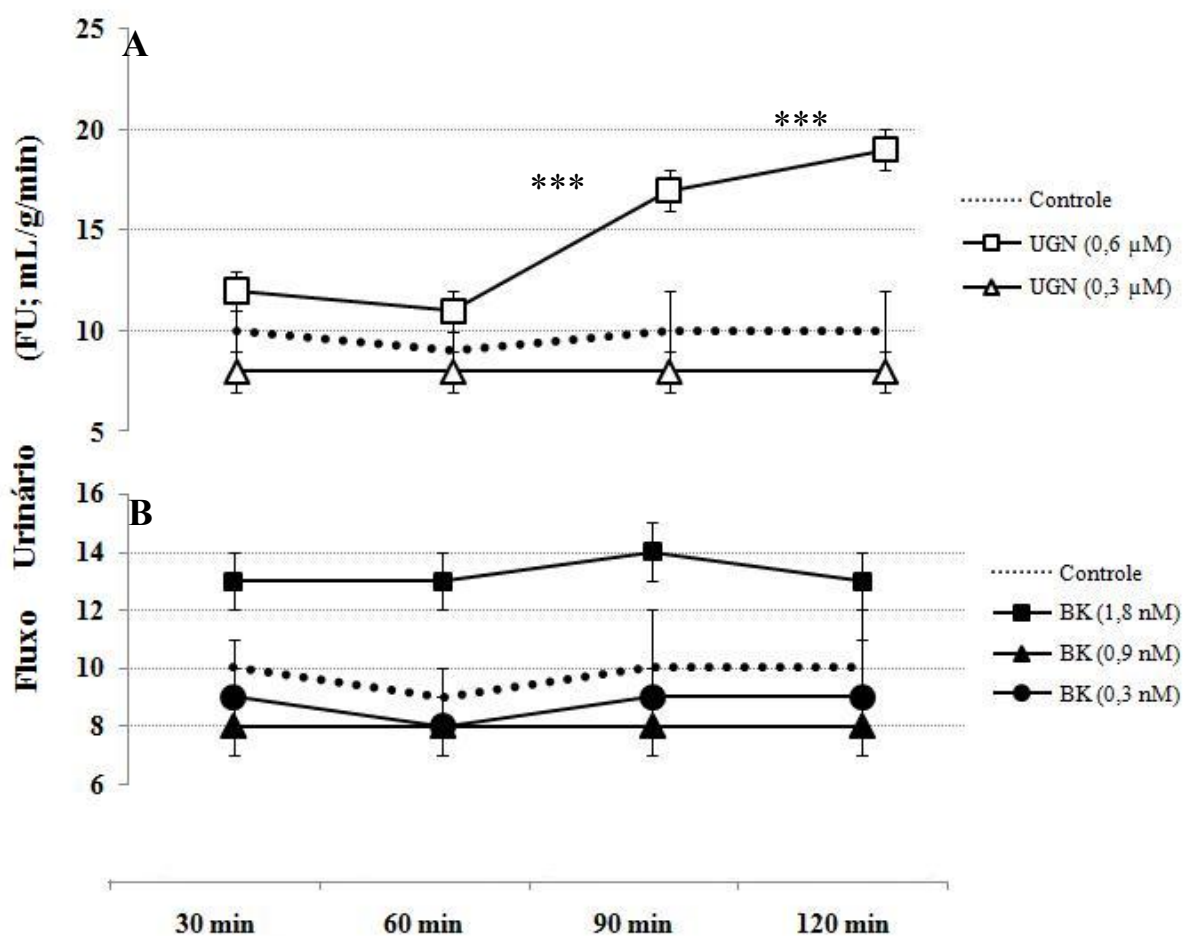 A
25
20
15
10
5
***
***
Controle
UGN (0,6 µM)
UGN (0,3 µM)
Fluxo Urinário (FU; mL/g/min)
B
16
14
12
10
8
6
Controle
BK (1,8 nM)
BK (0,9 nM)
BK (0,3 nM)
30 min 60 min 90 min 120 min